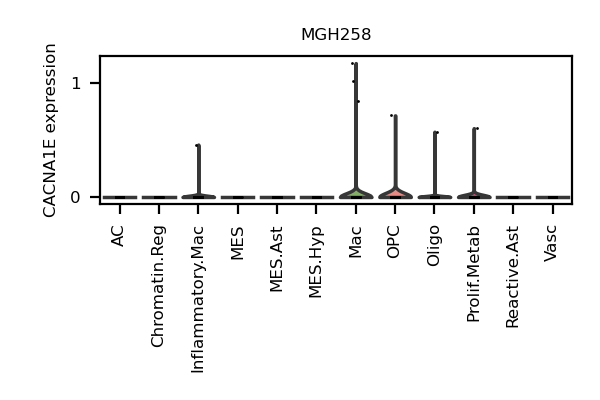 MGH258
CACNA1E expression
1
0
AC
Chromatin.Reg
Inflammatory.Mac
MES
MES.Ast
MES.Hyp
Mac
OPC
Oligo
Prolif.Metab
Reactive.Ast
Vasc